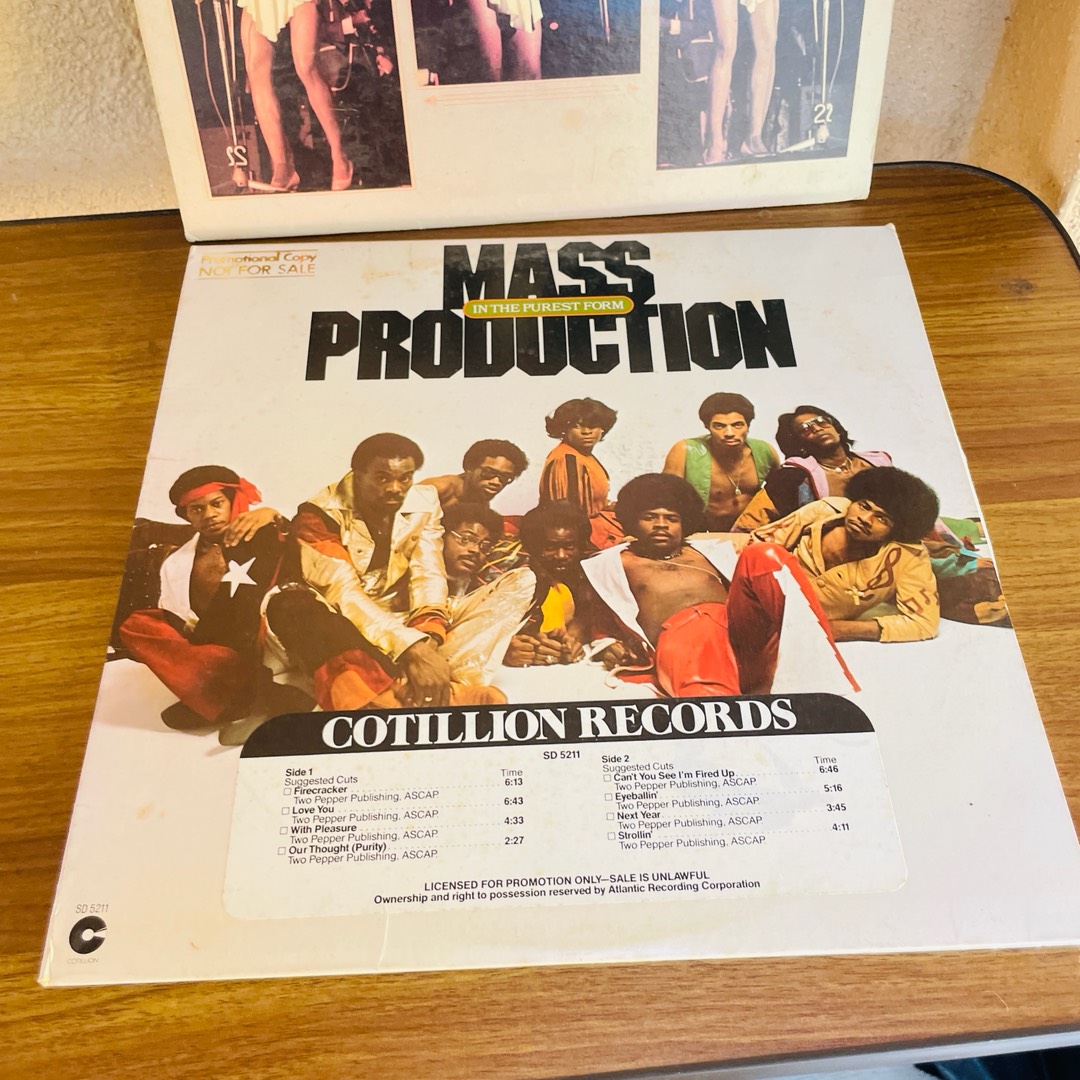 22
22
Promotional Copy
NOT FOR SALE
MASS
IN THE PUREST FORM
PRODUCTION
COTILLION RECORDS
SD 5211
Side 1
Suggested Cuts Time
Firecracker 6:13
Two Pepper Publishing, ASCAP
Love You 6:43
Two Pepper Publishing, ASCAP
With Pleasure 4:33
Two Pepper Publishing, ASCAP
Our Thought (Purity) 2:27
Two Pepper Publishing, ASCAP
Side 2
Suggested Cuts Time
Can't You See I'm Fired Up 6:46
Two Pepper Publishing, ASCAP
Eyeballin' 5:16
Two Pepper Publishing, ASCAP
Next Year 3:45
Two Pepper Publishing, ASCAP
Strollin' 4:11
Two Pepper Publishing, ASCAP
LICENSED FOR PROMOTION ONLY—SALE IS UNLAWFUL
Ownership and right to possession reserved by Atlantic Recording Corporation
SD 5211
COTILLION